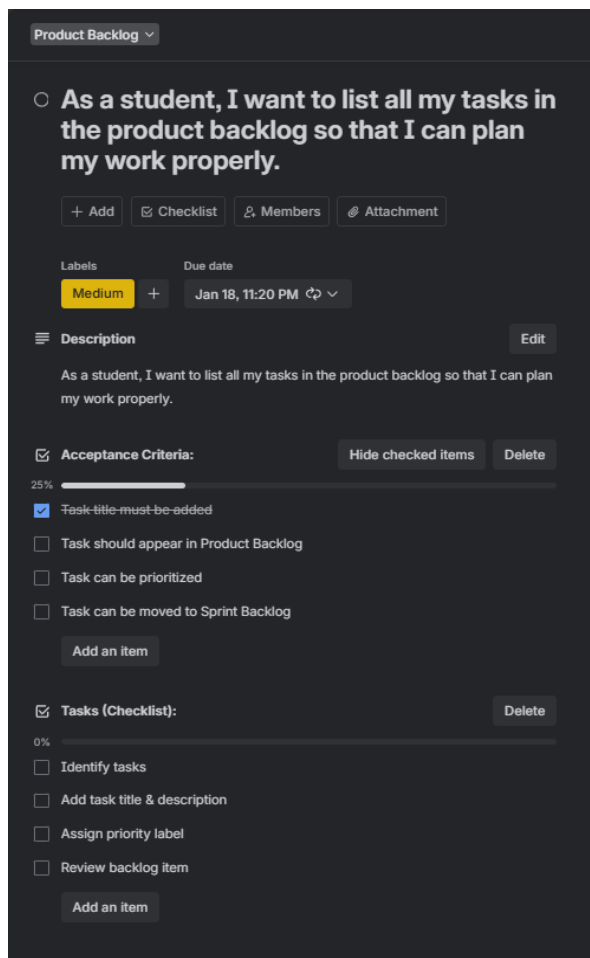 Product Backlog
As a student, I want to list all my tasks in
the product backlog so that I can plan
my work properly.
+ Add Checklist Members Attachment
Labels Due date
Medium + Jan 18, 11:20 PM
Description Edit
As a student, I want to list all my tasks in the product backlog so that I can plan
my work properly.
Acceptance Criteria: Hide checked items Delete
25%
Task title must be added
Task should appear in Product Backlog
Task can be prioritized
Task can be moved to Sprint Backlog
Add an item
Tasks (Checklist): Delete
0%
Identify tasks
Add task title & description
Assign priority label
Review backlog item
Add an item